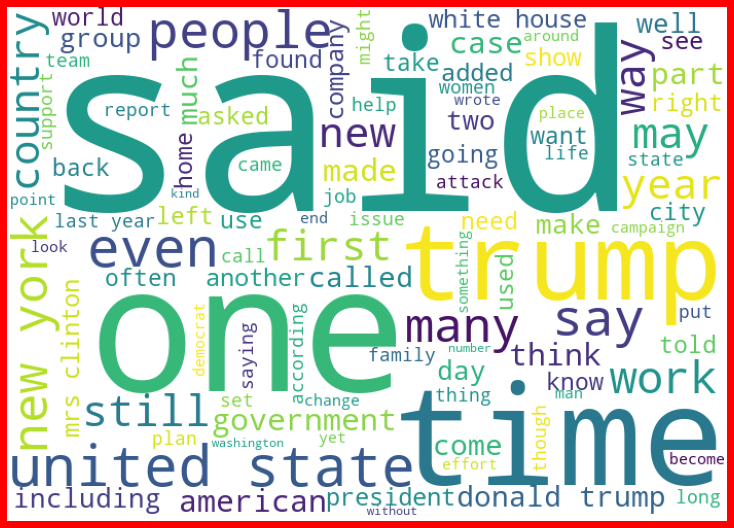 world
group
people
white house
around
well
see
country
team
support
report
found
company
might
take
show
case
added
women
wrote
place
part
right
said
way
much
asked
help
new
two
want
life
may
back
home
came
made
going
attack
state
year
point
kind
job
city
last year
left
use
end
issue
need
make
campaign
look
new york
even
call
first
trump
often
another
called
something
used
put
mrs clinton
democrat
saying
according
one
many
say
told
number
think
family
day
thing
know
work
still
set
change
time
man
government
plan
washington
yet
come
though
united state
effort
become
including
american
president
donald trump
long
without